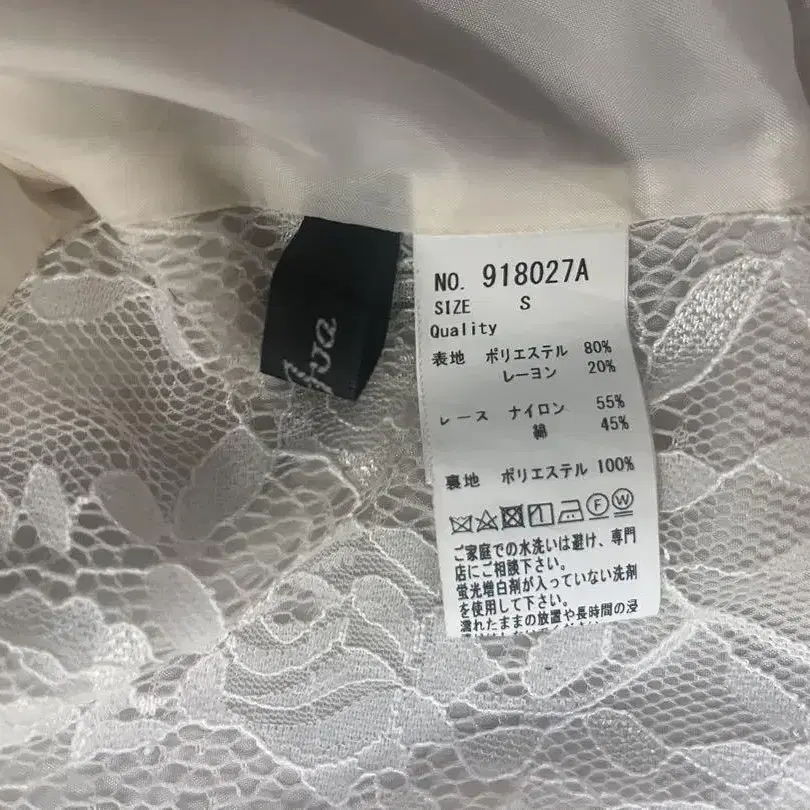 NO. 918027A
SIZE S
Quality
表地 ポリエステル 80%
レーヨン 20%
レース ナイロン 55%
綿 45%
裏地 ポリエステル 100%
F W
ご家庭での水洗いは避け、専門
店にご相談下さい。
蛍光増白剤が入っていない洗剤
を使用して下さい。
濡れたままの放置や長時間の浸